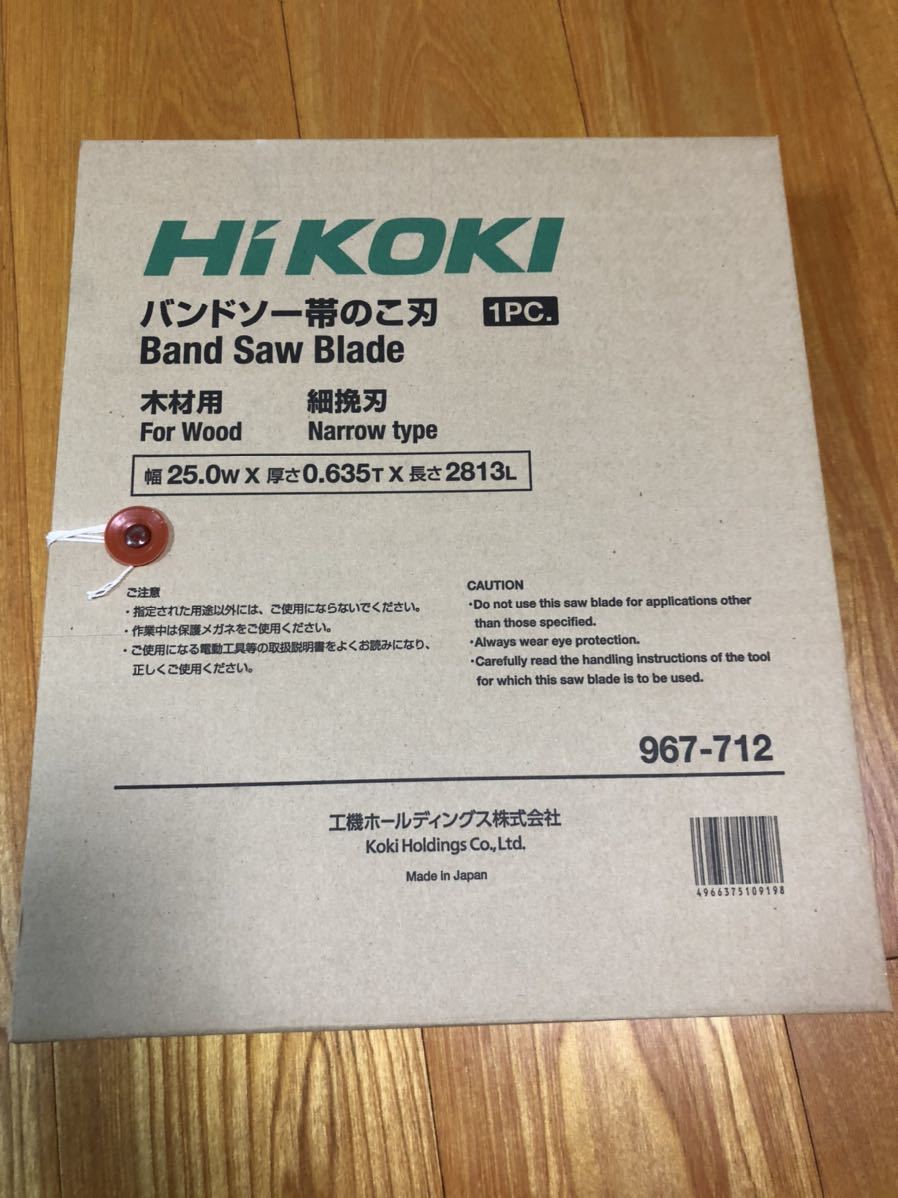 HiKOKI
バンドソー帯のこ刃 1PC.
Band Saw Blade
木材用 細挽刃
For Wood Narrow type
幅 25.0W X 厚さ0.635T X 長さ2813L
ご注意
・指定された用途以外には、ご使用にならないでください。
・作業中は保護メガネをご使用ください。
・ご使用になる電動工具等の取扱説明書をよくお読みになり、
正しくご使用ください。
CAUTION
・Do not use this saw blade for applications other
than those specified.
・Always wear eye protection.
・Carefully read the handling instructions of the tool
for which this saw blade is to be used.
967-712
工機ホールディングス株式会社
Koki Holdings Co.,Ltd.
Made in Japan
4966375109198